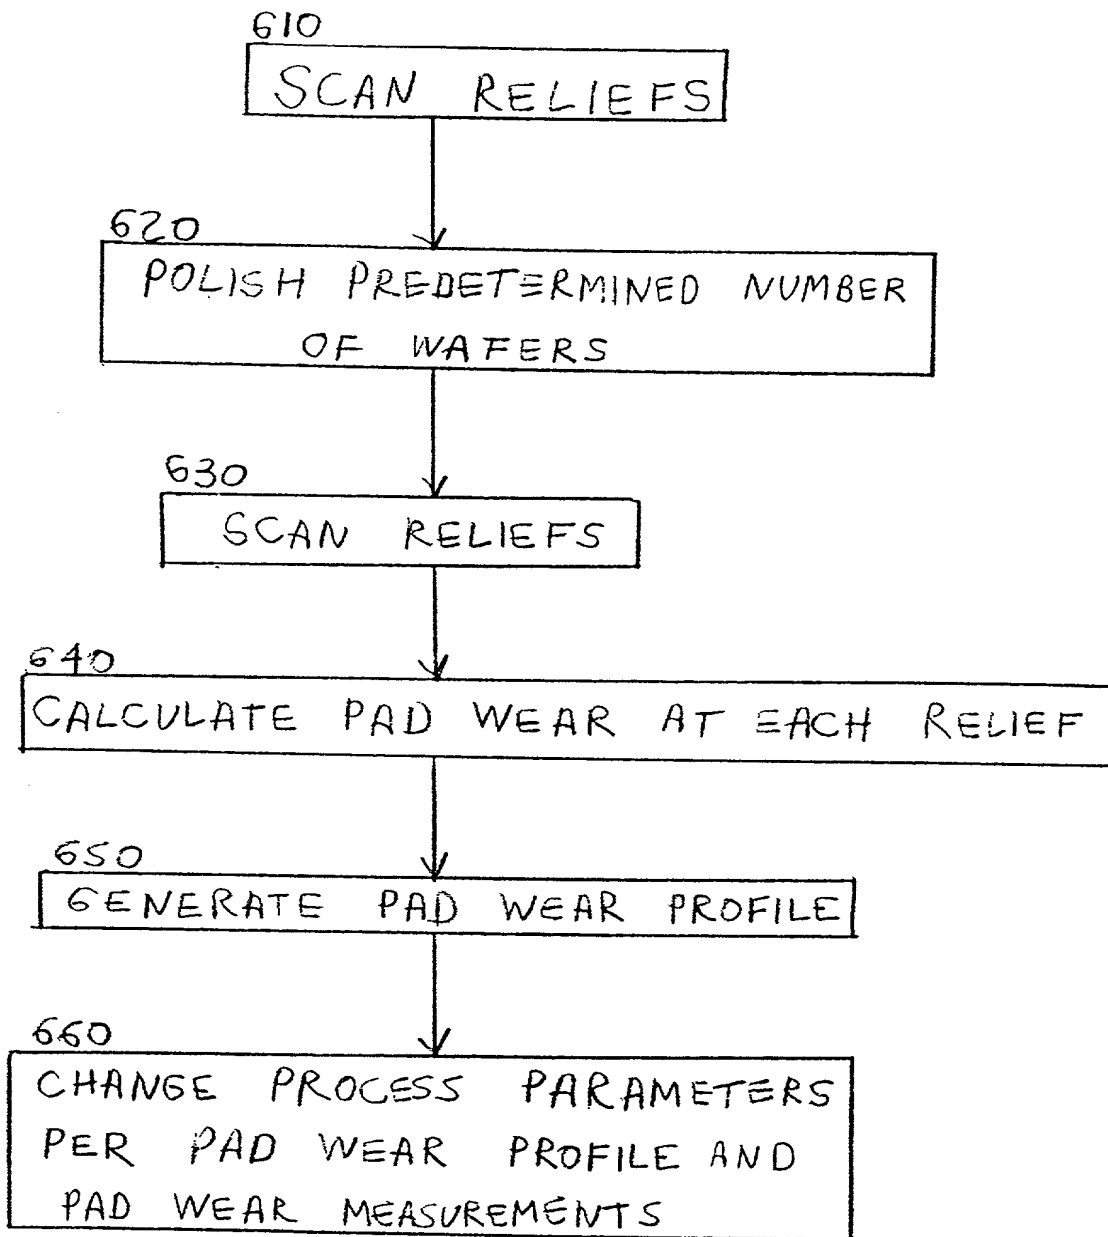 610
SCAN RELIEFS
620
POLISH PREDETERMINED NUMBER
OF WAFERS
630
SCAN RELIEFS
640
CALCULATE PAD WEAR AT EACH RELIEF
650
GENERATE PAD WEAR PROFILE
660
CHANGE PROCESS PARAMETERS
PER PAD WEAR PROFILE AND
PAD WEAR MEASUREMENTS